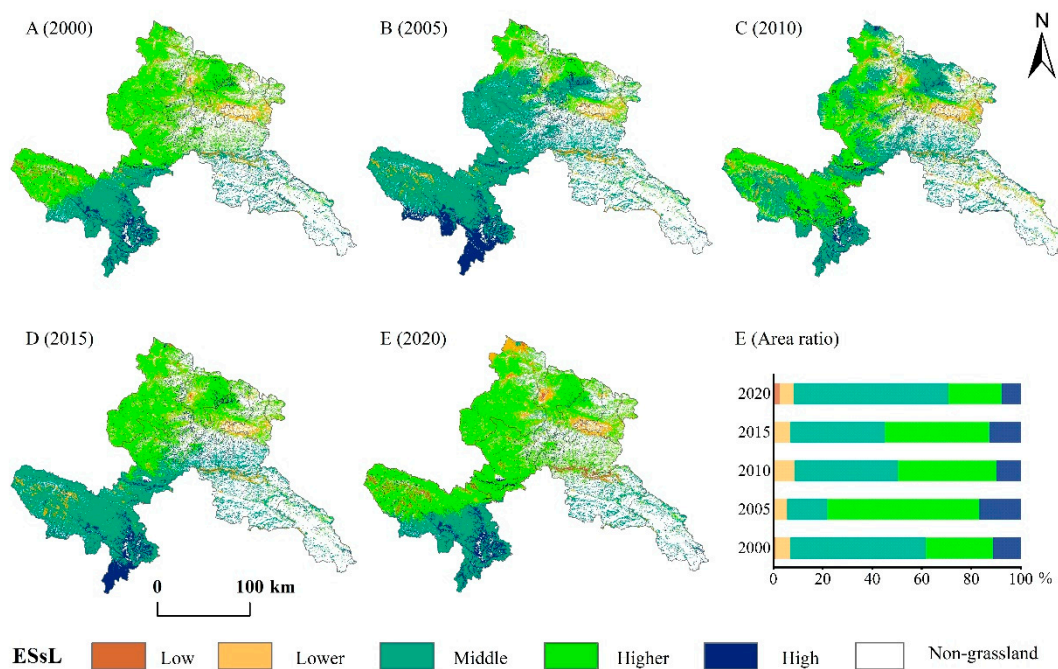 A (2000)
B (2005)
C (2010)
N
D (2015)
E (2020)
E (Area ratio)
2020
2015
2010
2005
2000
0 20 40 60 80 100 %
0 100 km
ESsL Low Lower Middle Higher High Non-grassland